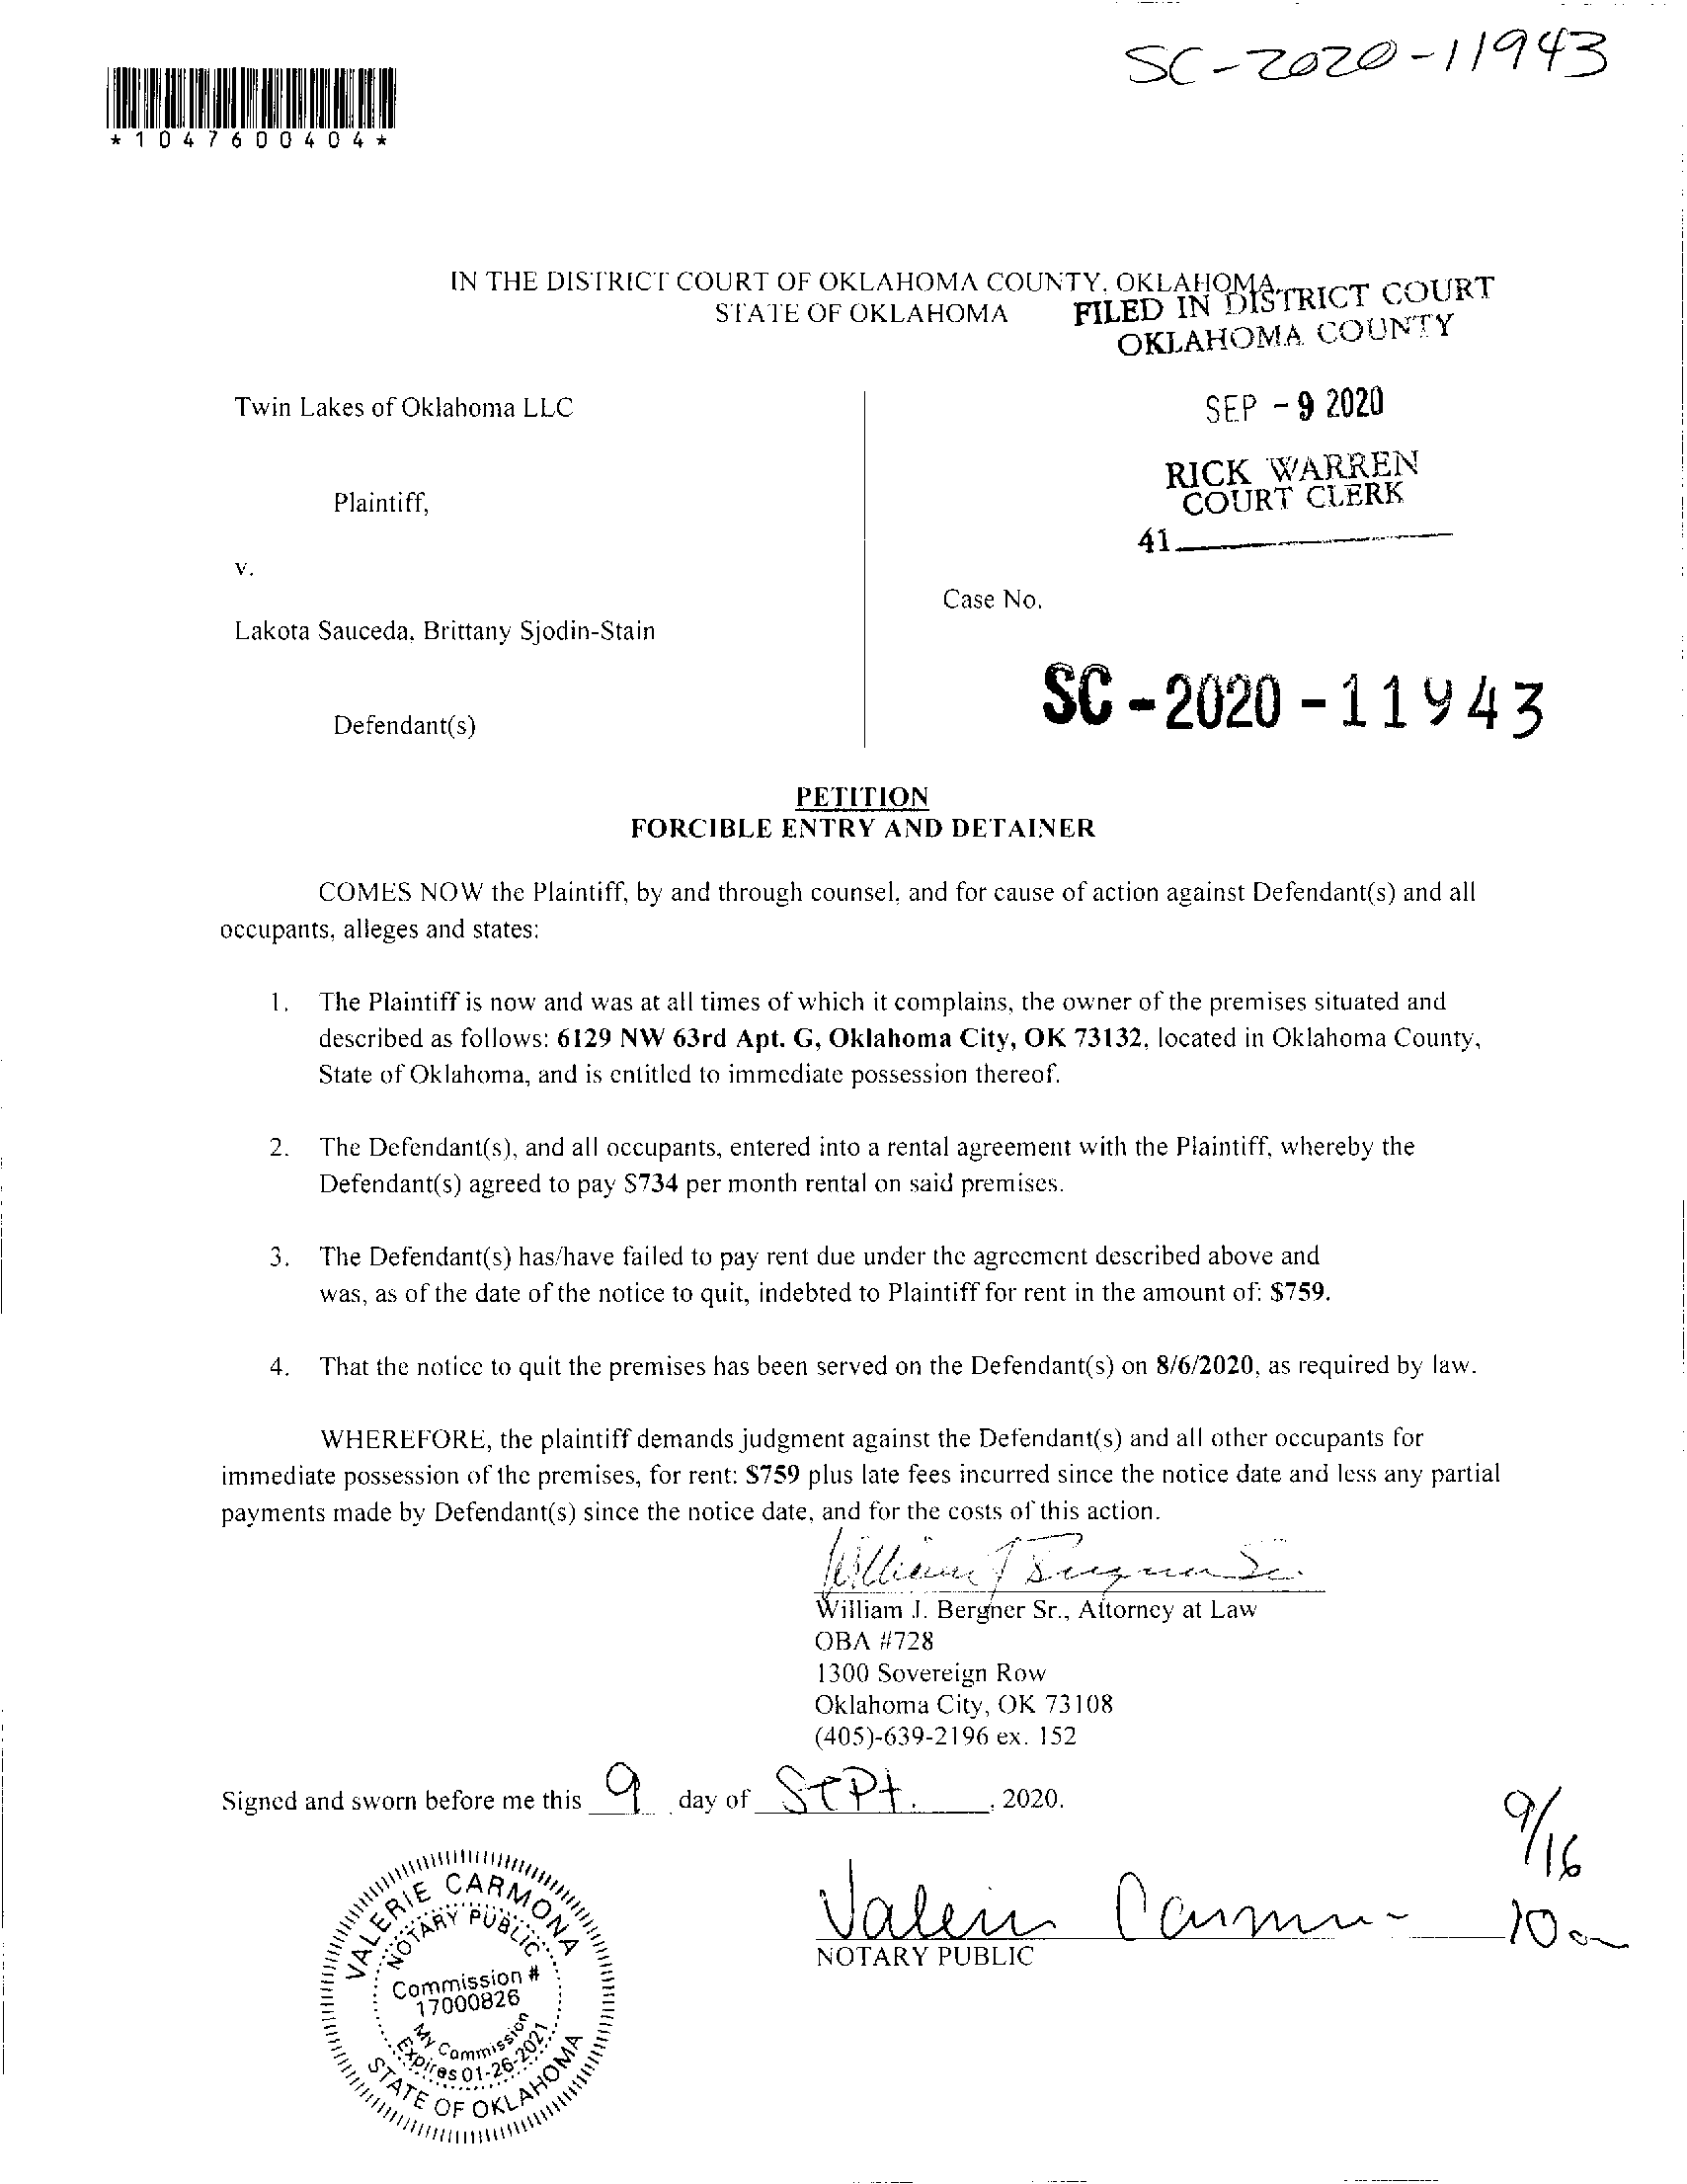 SC-2020-11943
*1047600404*
IN THE DISTRICT COURT OF OKLAHOMA COUNTY, OKLAHOMA
STATE OF OKLAHOMA
FILED IN DISTRICT COURT
OKLAHOMA COUNTY
SEP - 9 2020
RICK WARREN
COURT CLERK
41
Twin Lakes of Oklahoma LLC
Plaintiff,
v.
Lakota Sauceda, Brittany Sjodin-Stain
Defendant(s)
Case No.
SC - 2020 - 11943
PETITION
FORCIBLE ENTRY AND DETAINER
COMES NOW the Plaintiff, by and through counsel, and for cause of action against Defendant(s) and all
occupants, alleges and states:
1. The Plaintiff is now and was at all times of which it complains, the owner of the premises situated and
described as follows: 6129 NW 63rd Apt. G, Oklahoma City, OK 73132, located in Oklahoma County,
State of Oklahoma, and is entitled to immediate possession thereof.
2. The Defendant(s), and all occupants, entered into a rental agreement with the Plaintiff, whereby the
Defendant(s) agreed to pay $734 per month rental on said premises.
3. The Defendant(s) has/have failed to pay rent due under the agreement described above and
was, as of the date of the notice to quit, indebted to Plaintiff for rent in the amount of: $759.
4. That the notice to quit the premises has been served on the Defendant(s) on 8/6/2020, as required by law.
WHEREFORE, the plaintiff demands judgment against the Defendant(s) and all other occupants for
immediate possession of the premises, for rent: $759 plus late fees incurred since the notice date and less any partial
payments made by Defendant(s) since the notice date, and for the costs of this action.
William J Bergner Sr.
William J. Bergner Sr., Attorney at Law
OBA #728
1300 Sovereign Row
Oklahoma City, OK 73108
(405)-639-2196 ex. 152
Signed and sworn before me this 9 day of SEPt. , 2020.
9/16
10a
Valerie Carmona
NOTARY PUBLIC
VALERIE CARMONA
NOTARY PUBLIC
Commission #
17000826
My Commission
Expires 01-26-2021
STATE OF OKLAHOMA